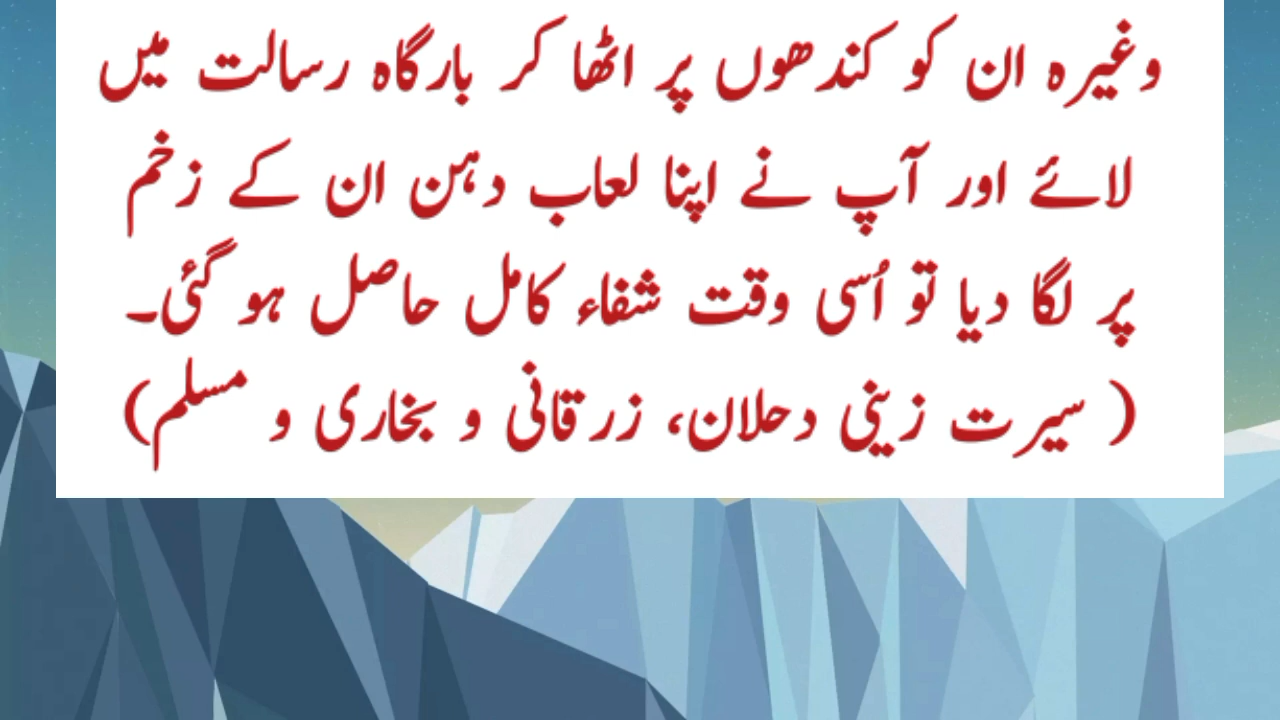 وغیرہ ان کو کندھوں پر اٹھا کر بارگاہ رسالت میں
لائے اور آپ نے اپنا لعاب دہن ان کے زخم
پر لگا دیا تو اُسی وقت شفاء کامل حاصل ہو گئی۔
( سیرت زینی دحلان، زرقانی و بخاری و مسلم)